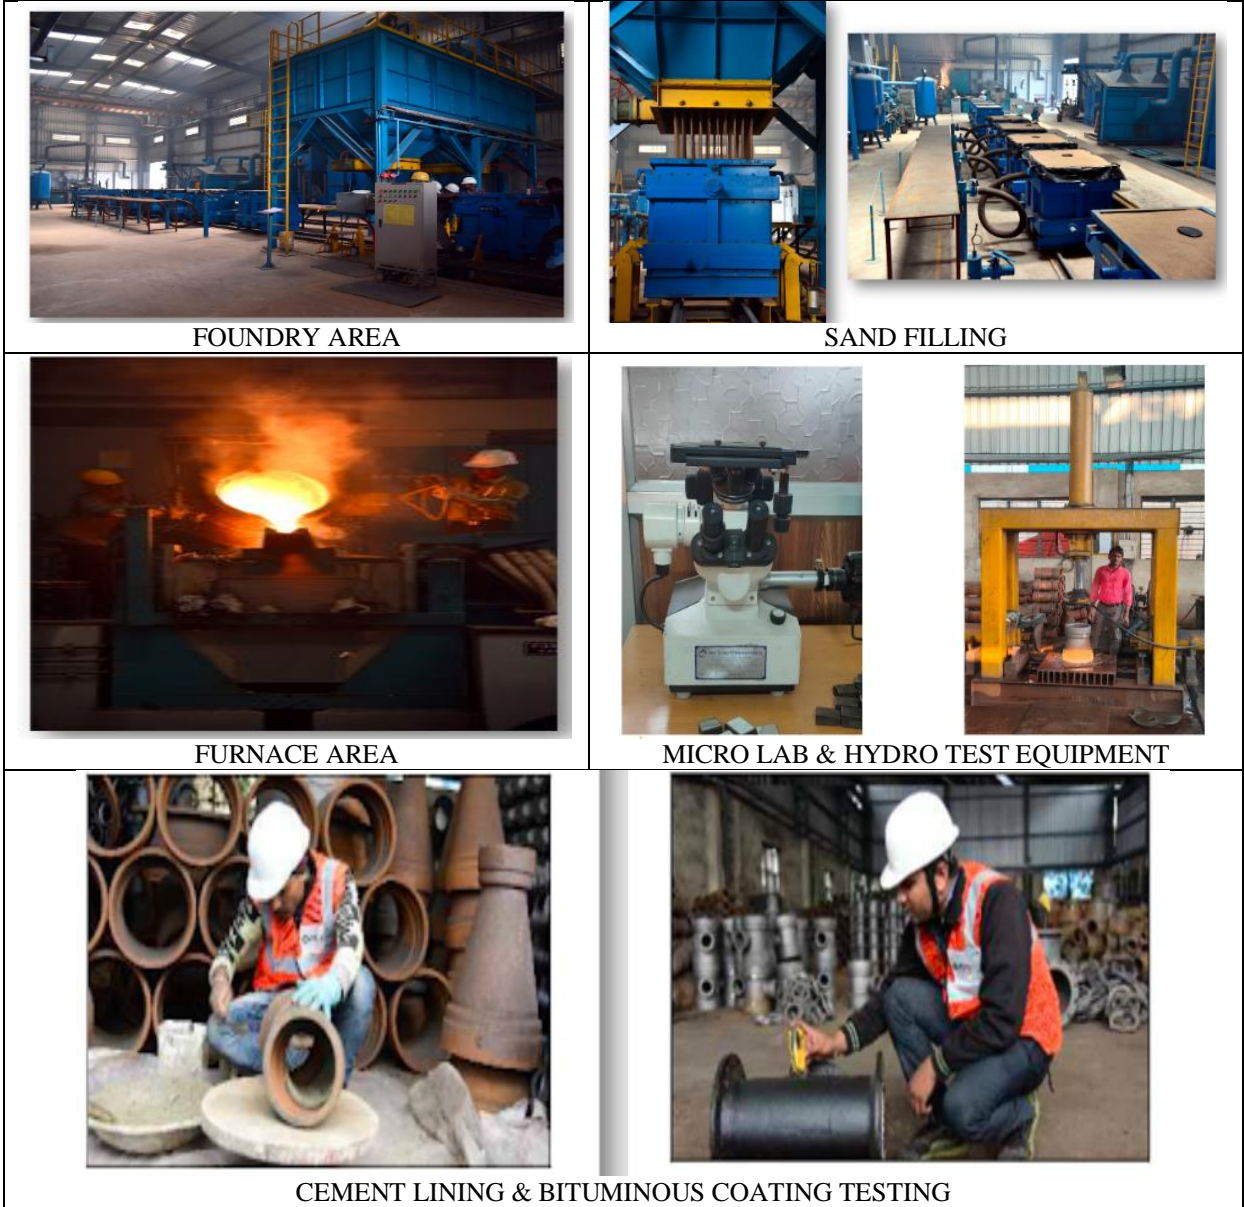 FOUNDRY AREA
SAND FILLING
FURNACE AREA
MICRO LAB & HYDRO TEST EQUIPMENT
CEMENT LINING & BITUMINOUS COATING TESTING